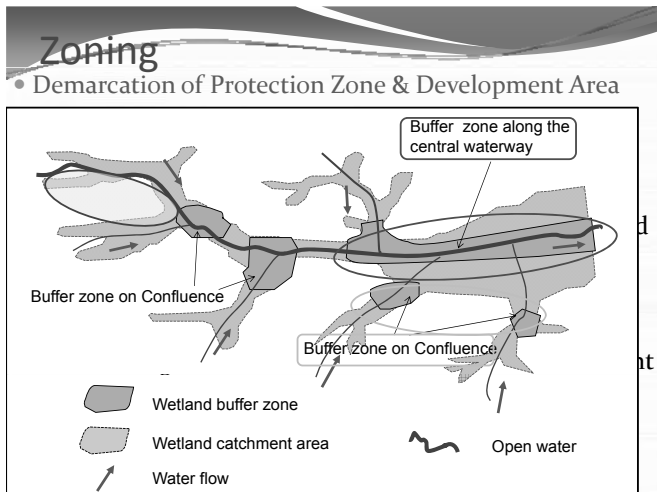 Zoning
• Demarcation of Protection Zone & Development Area
Buffer zone along the
central waterway
d
Buffer zone on Confluence
Buffer zone on Confluence
nt
Wetland buffer zone
Wetland catchment area
Open water
Water flow